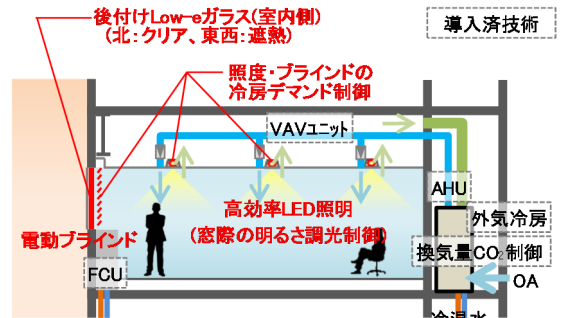 後付けLow-eガラス(室内側)
(北：クリア、東西：遮熱)
導入済技術
照度・ブラインドの
冷房デマンド制御
VAVユニット
AHU
高効率LED照明
(窓際の明るさ調光制御)
外気冷房
電動ブラインド
換気量CO₂制御
FCU
OA
冷温水